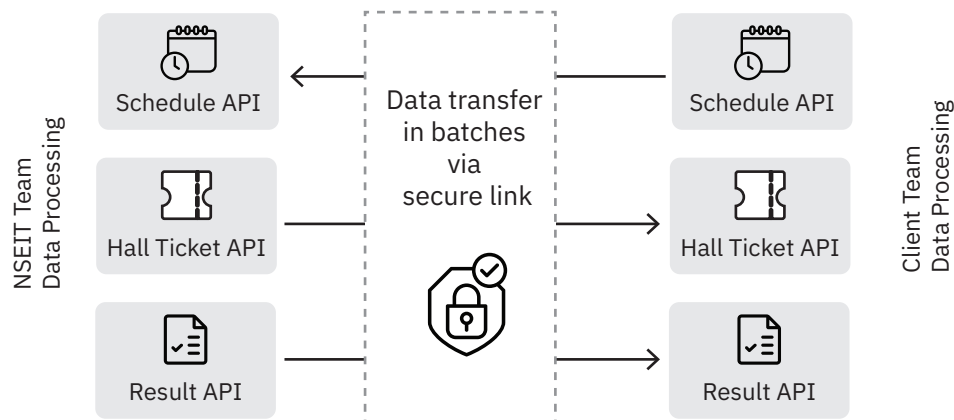 NSEIT Team
Data Processing
Schedule API
Hall Ticket API
Result API
Data transfer
in batches
via
secure link
Schedule API
Hall Ticket API
Result API
Client Team
Data Processing